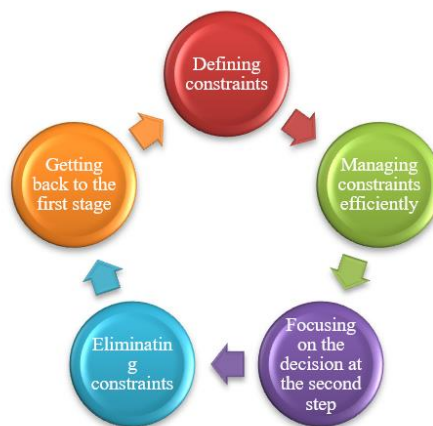 Defining
constraints
Managing
constraints
efficiently
Focusing
on the
decision at
the second
step
Eliminatin
g
constraints
Getting
back to the
first stage